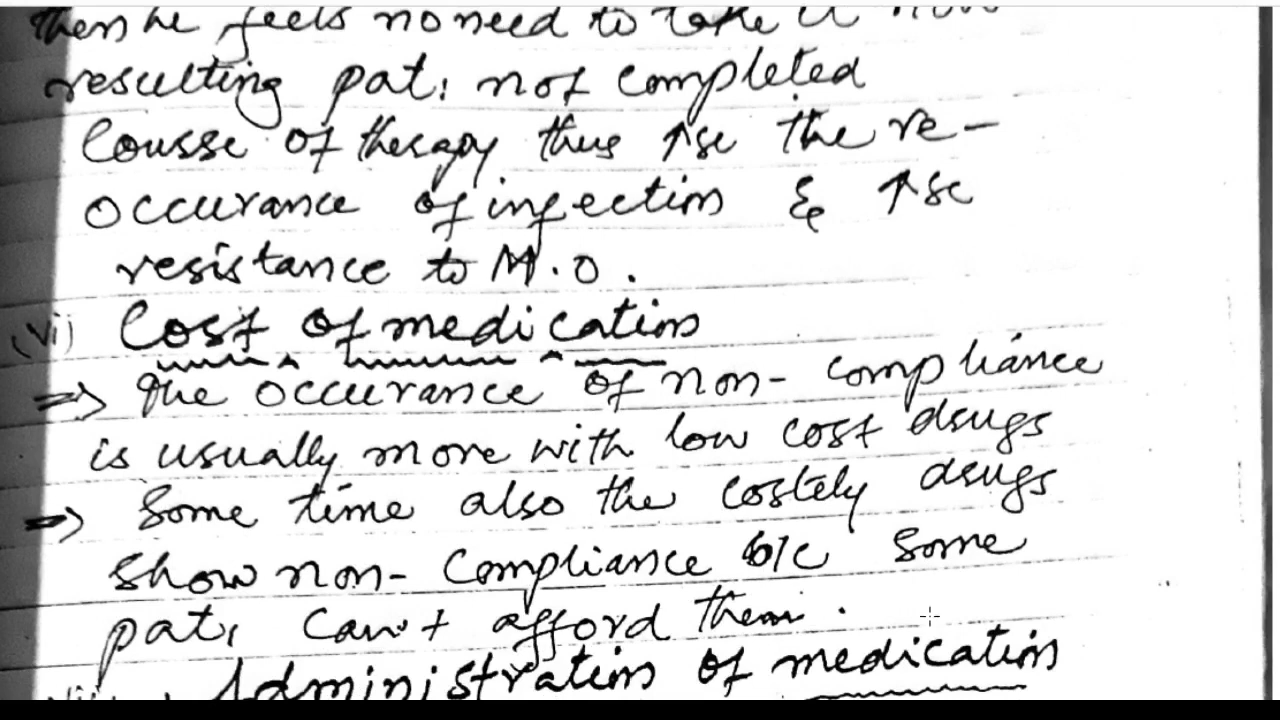 then he feels no need to take it now
resulting pat. not completed
Cousse of therapy thus ↑se the re-
occurance of infection & ↑se
resistance to M.O.
(vi) Cost of medication
⇒ The occurance of non-compliance
is usually more with low cost drugs
⇒ Some time also the costely drugs
show non-compliance b/c some
pat. can't afford them.
Administration of medication